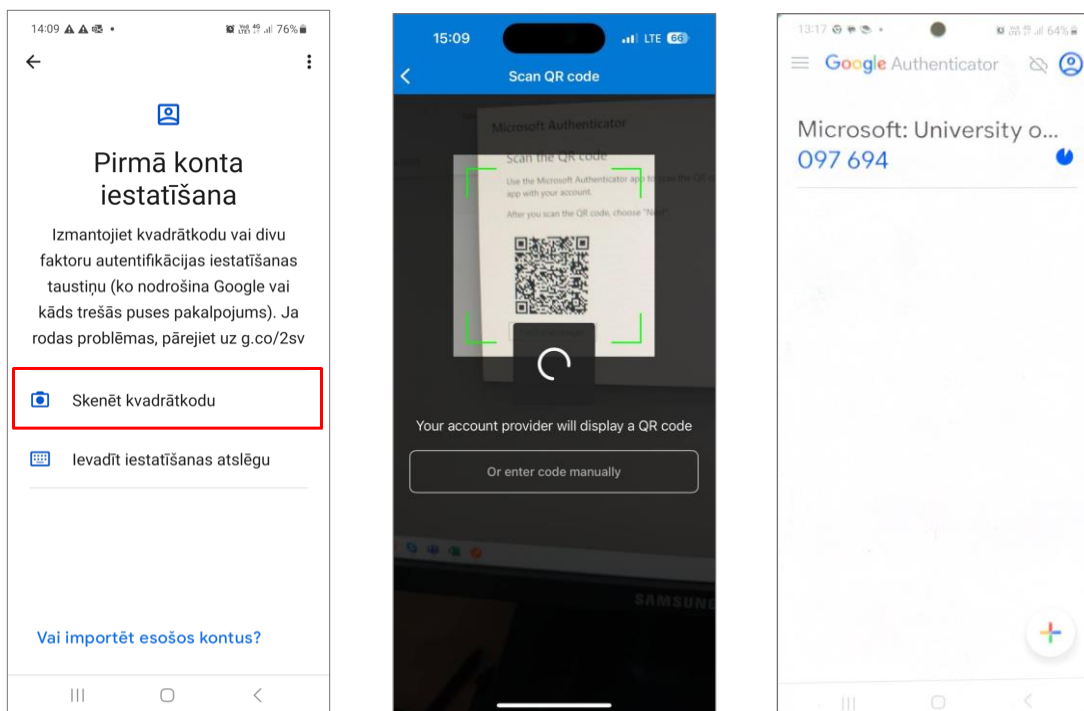 14:09
76%
Pirmā konta
iestatīšana
Izmantojiet kvadrātkodu vai divu
faktoru autentifikācijas iestatīšanas
taustiņu (ko nodrošina Google vai
kāds trešās puses pakalpojums). Ja
rodas problēmas, pārejiet uz g.co/2sv
Skenēt kvadrātkodu
Ievadīt iestatīšanas atslēgu
Vai importēt esošos kontus?
15:09
LTE 66
Scan QR code
Microsoft Authenticator
Scan the QR code
Use the Microsoft Authenticator app to scan the QR
app with your account.
After you scan the QR code, choose "Next".
Your account provider will display a QR code
Or enter code manually
SAMSUNG
13:17
64%
Google Authenticator
Microsoft: University o...
097 694